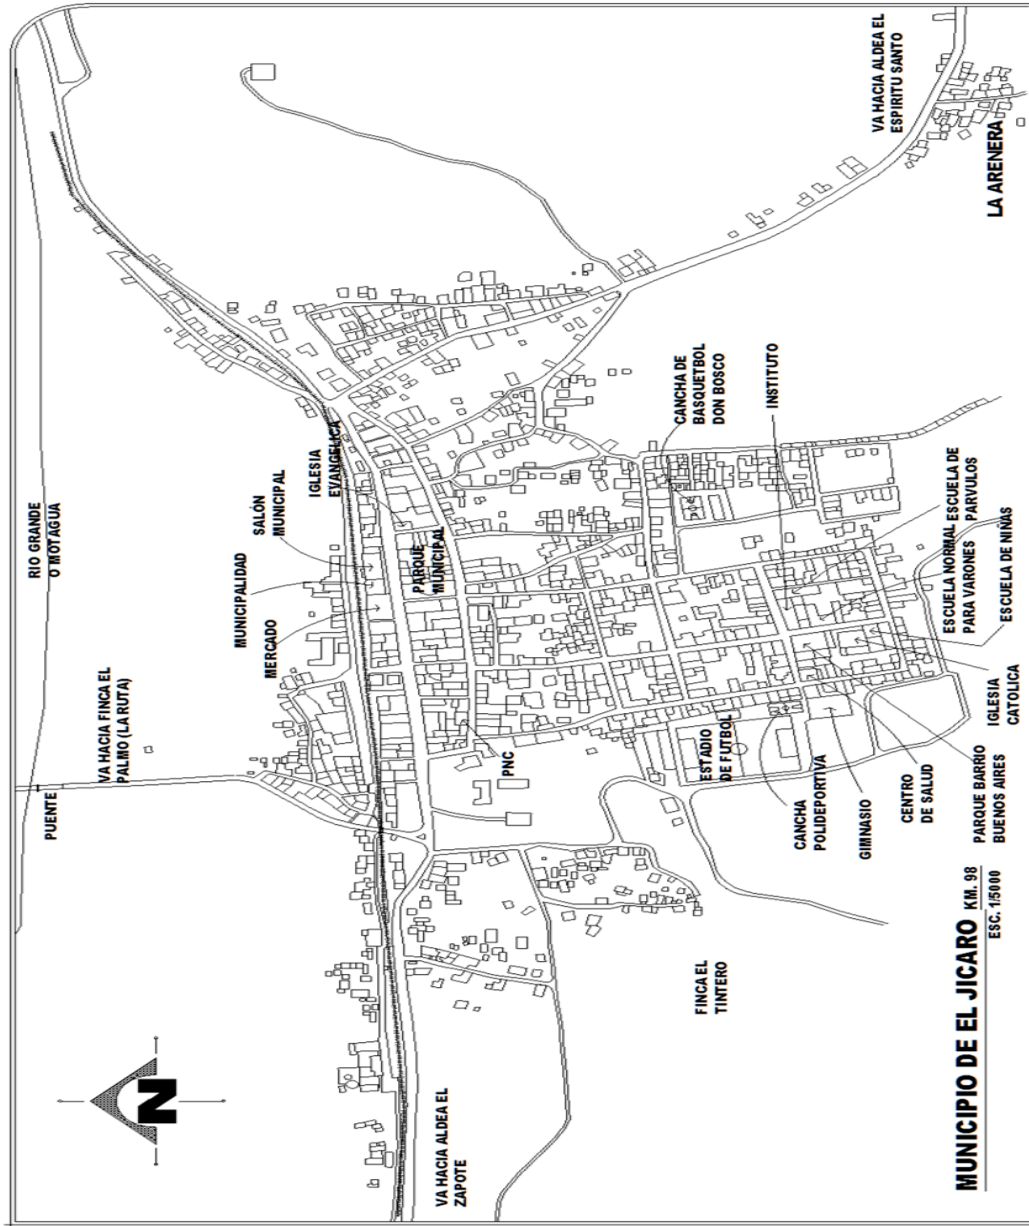 RIO GRANDE
O MOTAGUA
PUENTE
VA HACIA FINCA EL
PALMO (LA RUTA)
MUNICIPALIDAD
MERCADO
SALÓN
MUNICIPAL
IGLESIA
EVANGELICA
PARQUE
MUNICIPAL
PNC
VA HACIA ALDEA EL
ZAPOTE
N
FINCA EL
TINTERO
ESTADIO
DE FUTBOL
CANCHA
POLIDEPORTIVA
GIMNASIO
CENTRO
DE SALUD
PARQUE BARRIO
BUENOS AIRES
IGLESIA
CATOLICA
ESCUELA DE NIÑAS
ESCUELA NORMAL
PARA VARONES
ESCUELA DE
PARVULOS
INSTITUTO
CANCHA DE
BASQUETBOL
DON BOSCO
VA HACIA ALDEA EL
ESPIRITU SANTO
LA ARENERA
MUNICIPIO DE EL JICARO KM. 98
ESC. 1/5000